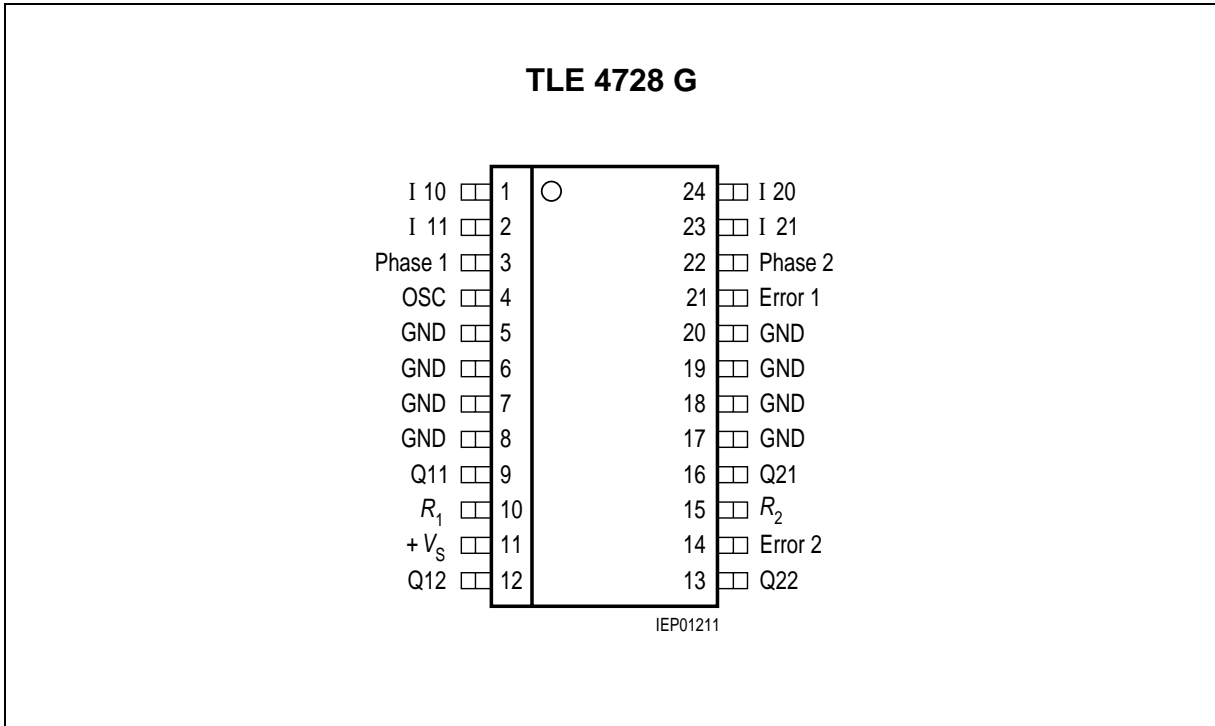 TLE 4728 G
I 10 1 24 I 20
I 11 2 23 I 21
Phase 1 3 22 Phase 2
OSC 4 21 Error 1
GND 5 20 GND
GND 6 19 GND
GND 7 18 GND
GND 8 17 GND
Q11 9 16 Q21
R1 10 15 R2
+ VS 11 14 Error 2
Q12 12 13 Q22
IEP01211